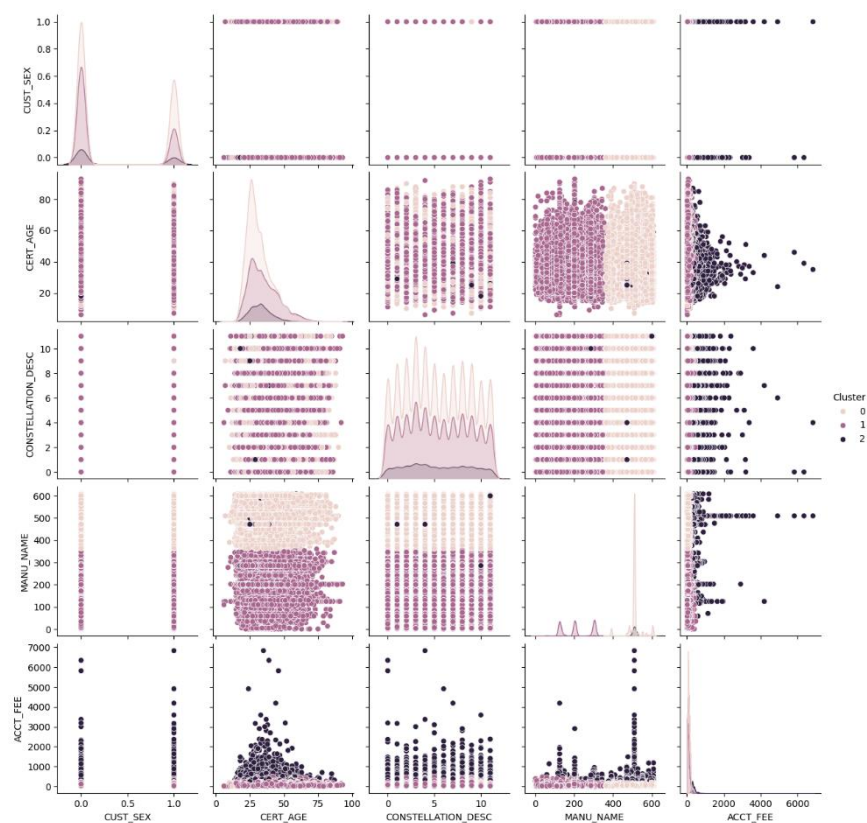 CUST_SEX
1.0
0.8
0.6
0.4
0.2
0.0
CERT_AGE
80
60
40
20
CONSTELLATION_DESC
10
8
6
4
2
0
Cluster
0
1
2
MANU_NAME
600
500
400
300
200
100
0
ACCT_FEE
7000
6000
5000
4000
3000
2000
1000
0
0.0 0.5 1.0
0 25 50 75 100
0 5 10
0 200 400 600
0 2000 4000 6000
CUST_SEX CERT_AGE CONSTELLATION_DESC MANU_NAME ACCT_FEE